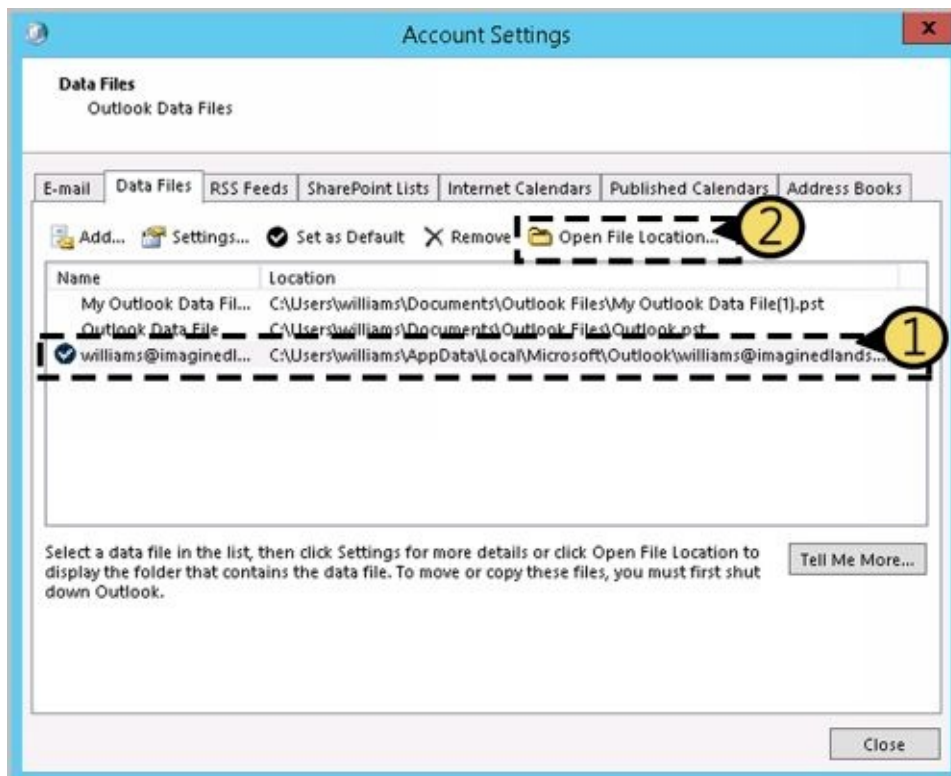 Account Settings
x
Data Files
Outlook Data Files
E-mail Data Files RSS Feeds SharePoint Lists Internet Calendars Published Calendars Address Books
Add... Settings... Set as Default Remove Open File Location... 2
Name Location
My Outlook Data Fil... C:\Users\williams\Documents\Outlook Files\My Outlook Data File(1).pst
Outlook Data File C:\Users\williams\Documents\Outlook Files\Outlook.pst
williams@imaginedl... C:\Users\williams\AppData\Local\Microsoft\Outlook\williams@imaginedlands... 1
Select a data file in the list, then click Settings for more details or click Open File Location to
display the folder that contains the data file. To move or copy these files, you must first shut
down Outlook.
Tell Me More...
Close